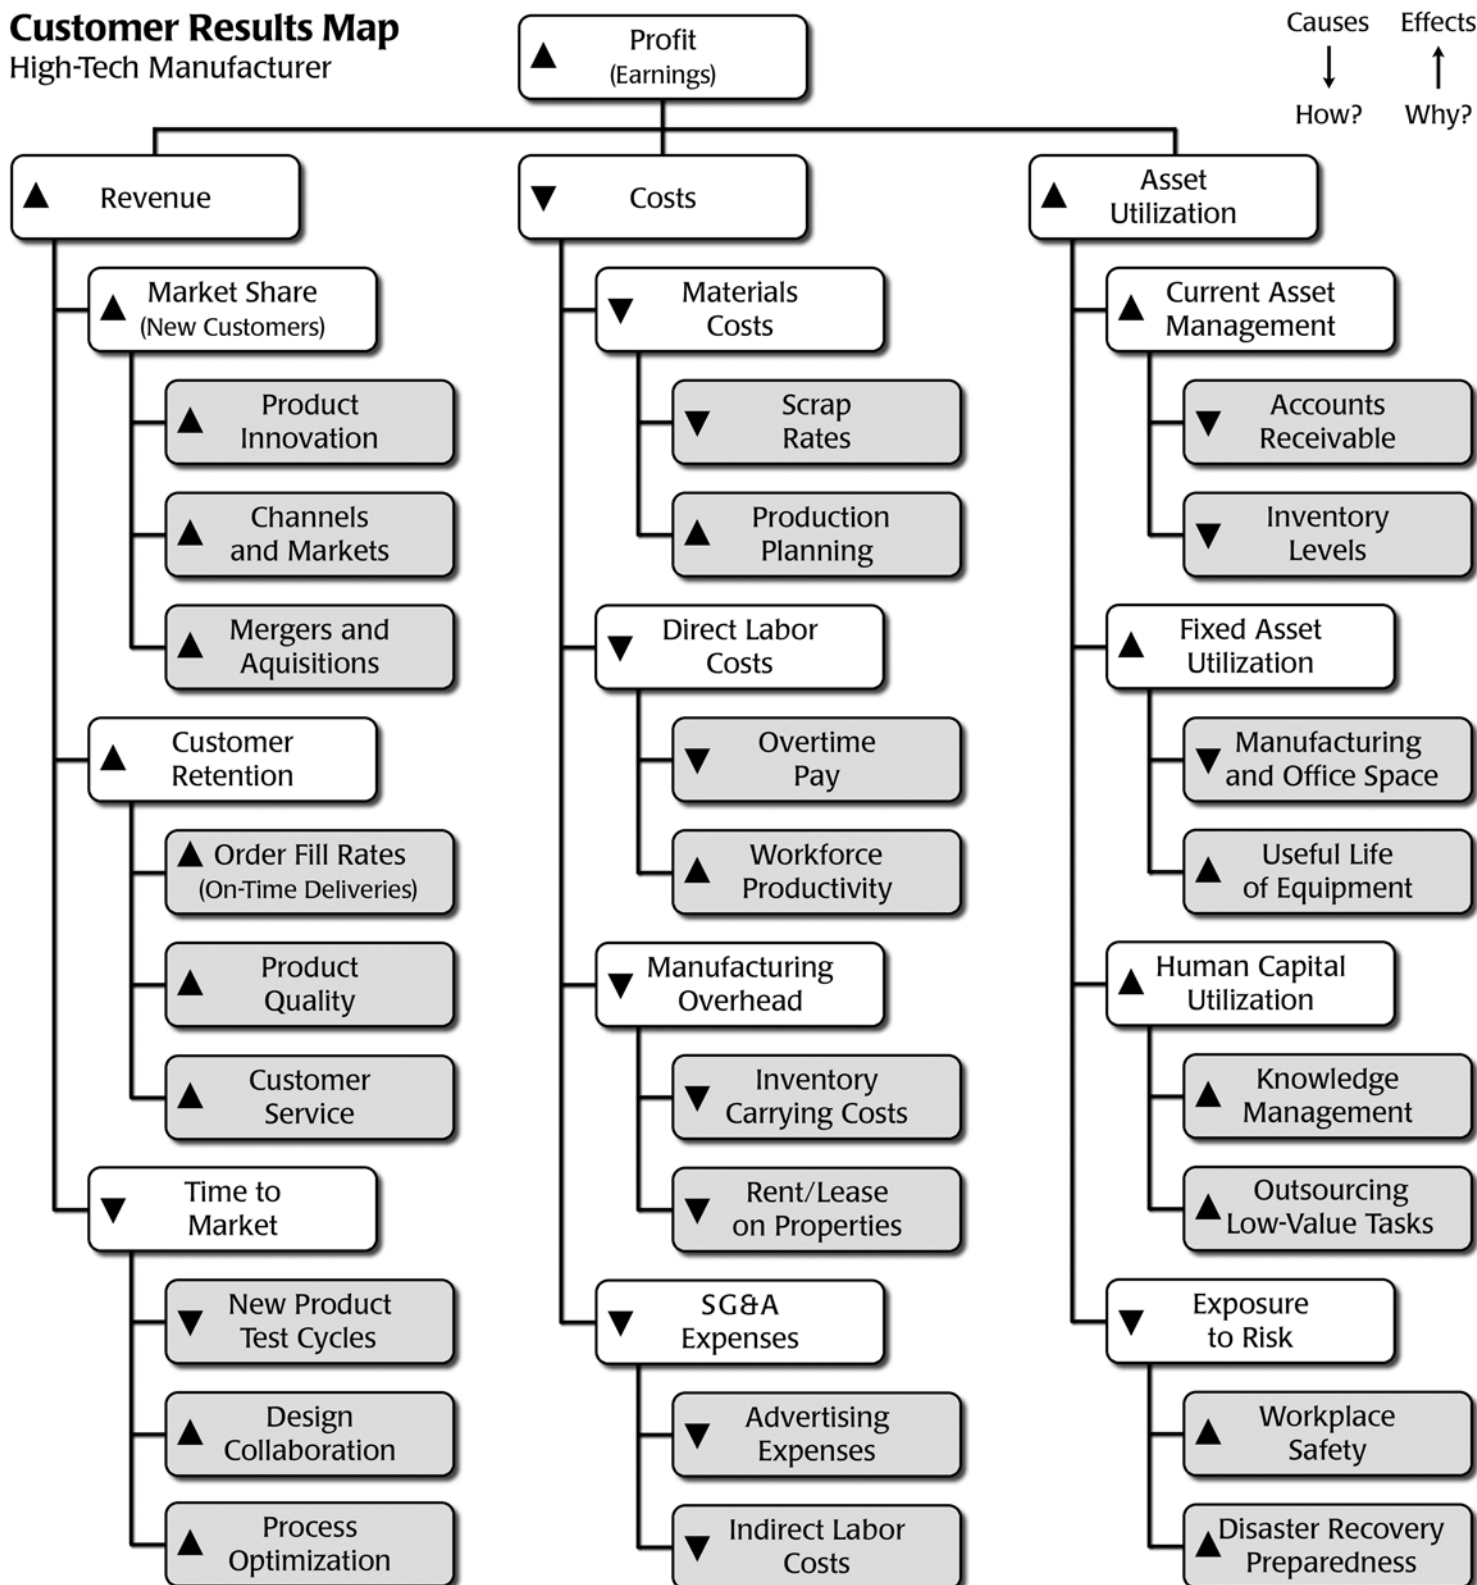 Customer Results Map
High-Tech Manufacturer
Causes
Effects
How?
Why?
Profit
(Earnings)
Revenue
Market Share
(New Customers)
Product
Innovation
Channels
and Markets
Mergers and
Aquisitions
Customer
Retention
Order Fill Rates
(On-Time Deliveries)
Product
Quality
Customer
Service
Time to
Market
New Product
Test Cycles
Design
Collaboration
Process
Optimization
Costs
Materials
Costs
Scrap
Rates
Production
Planning
Direct Labor
Costs
Overtime
Pay
Workforce
Productivity
Manufacturing
Overhead
Inventory
Carrying Costs
Rent/Lease
on Properties
SG&A
Expenses
Advertising
Expenses
Indirect Labor
Costs
Asset
Utilization
Current Asset
Management
Accounts
Receivable
Inventory
Levels
Fixed Asset
Utilization
Manufacturing
and Office Space
Useful Life
of Equipment
Human Capital
Utilization
Knowledge
Management
Outsourcing
Low-Value Tasks
Exposure
to Risk
Workplace
Safety
Disaster Recovery
Preparedness